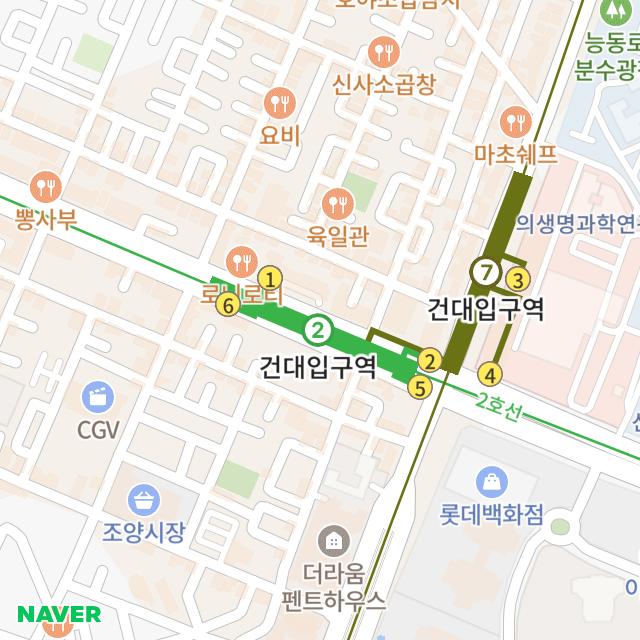 능동로
분수광
신사소곱창
요비
마초쉐프
뽕사부
육일관
의생명과학연구
7
3
1
6
2
건대입구역
건대입구역
2
5
4
2호선
CGV
롯데백화점
조양시장
더라움
펜트하우스
NAVER